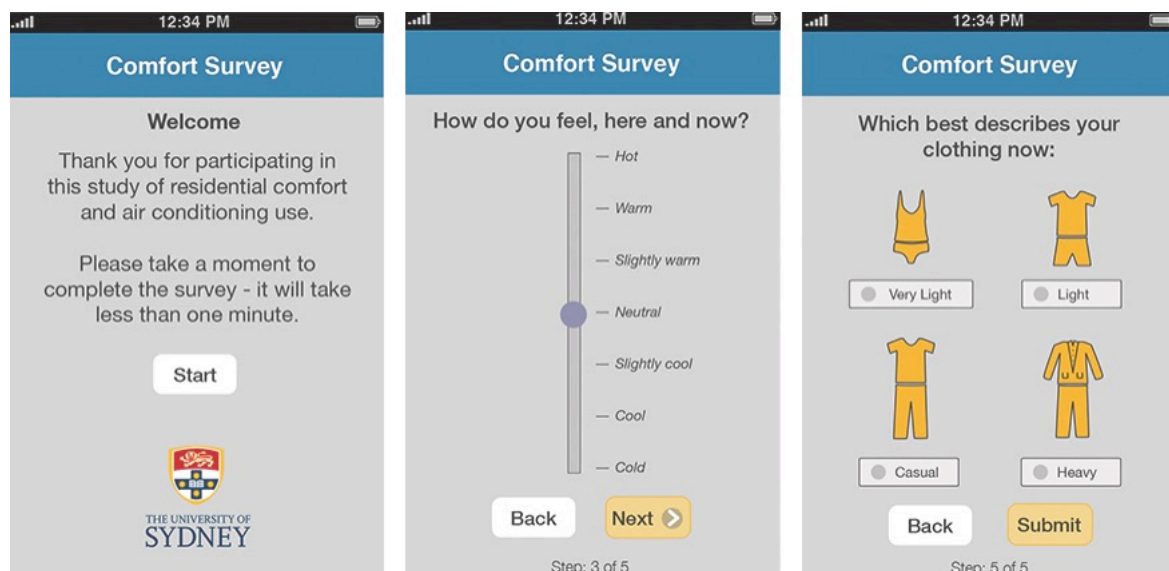 12:34 PM
Comfort Survey
Welcome
Thank you for participating in
this study of residential comfort
and air conditioning use.
Please take a moment to
complete the survey - it will take
less than one minute.
Start
THE UNIVERSITY OF
SYDNEY
12:34 PM
Comfort Survey
How do you feel, here and now?
Hot
Warm
Slightly warm
Neutral
Slightly cool
Cool
Cold
Back Next
Step: 3 of 5
12:34 PM
Comfort Survey
Which best describes your
clothing now:
Very Light Light
Casual Heavy
Back Submit
Step: 5 of 5